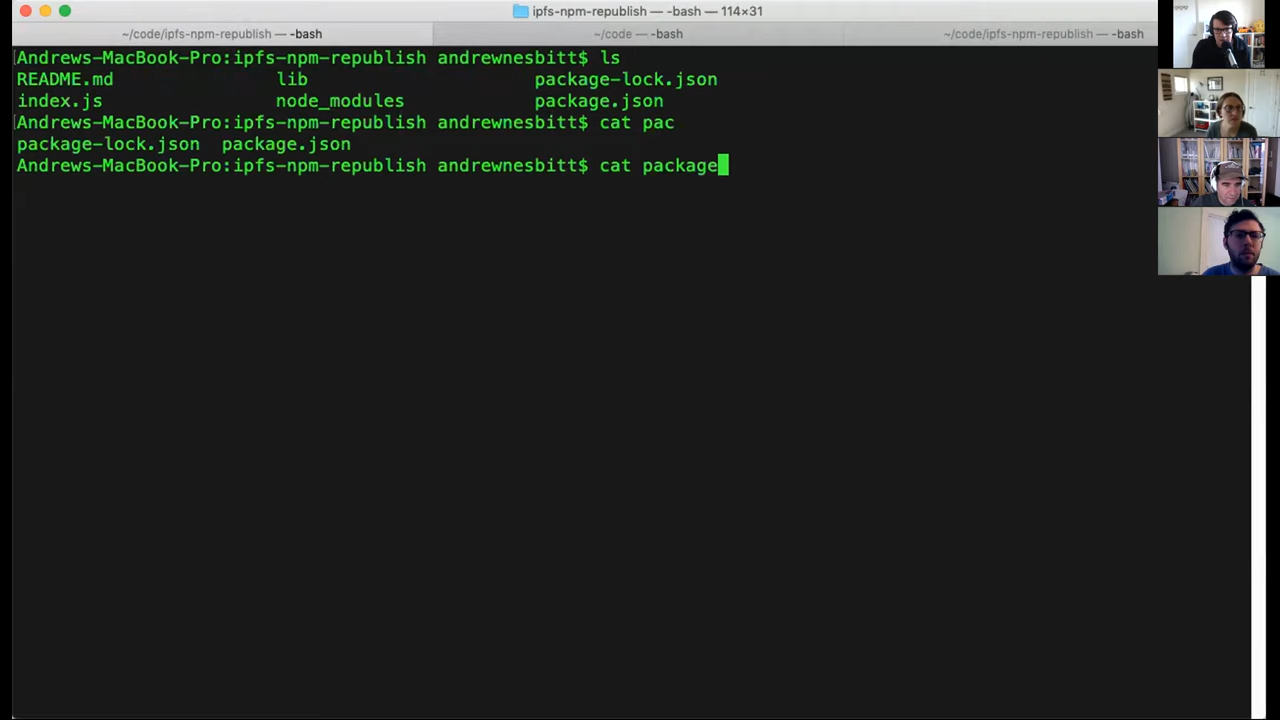 ipfs-npm-republish — -bash — 114×31
~/code/ipfs-npm-republish — -bash ~/code — -bash ~/code/ipfs-npm-republish — -bash
Andrews-MacBook-Pro:ipfs-npm-republish andrewnesbitt$ ls
README.md lib package-lock.json
index.js node_modules package.json
Andrews-MacBook-Pro:ipfs-npm-republish andrewnesbitt$ cat pac
package-lock.json package.json
Andrews-MacBook-Pro:ipfs-npm-republish andrewnesbitt$ cat package